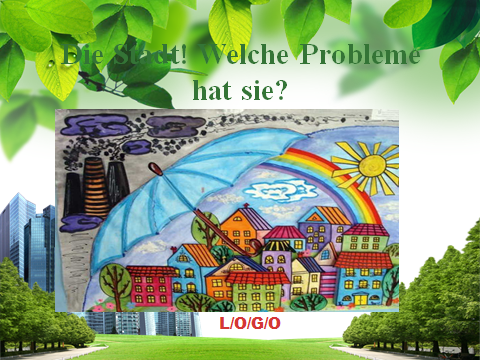 , Die Stadt! Welche Probleme
hat sie?
L/O/G/O